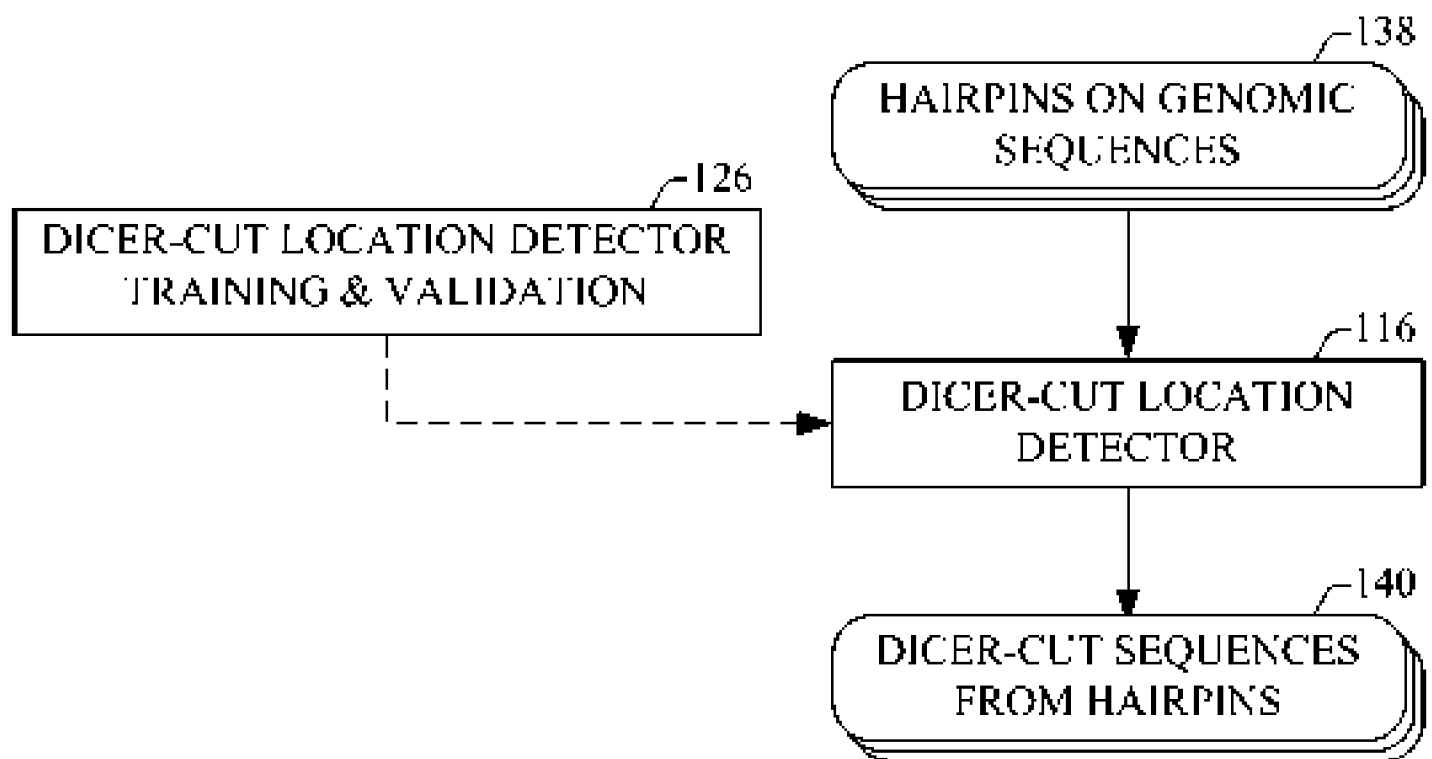 138
HAIRPINS ON GENOMIC
SEQUENCES
126
DICER-CUT LOCATION DETECTOR
TRAINING & VALIDATION
116
DICER-CUT LOCATION
DETECTOR
140
DICER-CUT SEQUENCES
FROM HAIRPINS